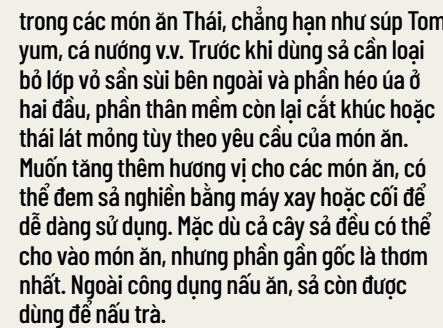 trong các món ăn Thái, chẳng hạn như súp Tom
yum, cá nướng v.v. Trước khi dùng sả cần loại
bỏ lớp vỏ sần sùi bên ngoài và phần héo úa ở
hai đầu, phần thân mềm còn lại cắt khúc hoặc
thái lát mỏng tùy theo yêu cầu của món ăn.
Muốn tăng thêm hương vị cho các món ăn, có
thể đem sả nghiền bằng máy xay hoặc cối để
dễ dàng sử dụng. Mặc dù cả cây sả đều có thể
cho vào món ăn, nhưng phần gần gốc là thơm
nhất. Ngoài công dụng nấu ăn, sả còn được
dùng để nấu trà.